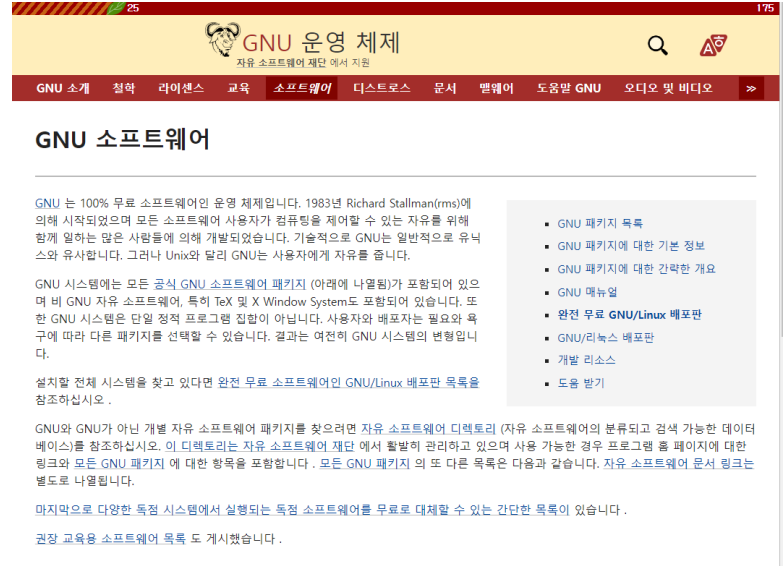 25
175
GNU 운영 체제
자유 소프트웨어 재단 에서 지원
GNU 소개 철학 라이센스 교육 소프트웨어 디스트로스 문서 맬웨어 도움말 GNU 오디오 및 비디오 »
GNU 소프트웨어
GNU 는 100% 무료 소프트웨어인 운영 체제입니다. 1983년 Richard Stallman(rms)에
의해 시작되었으며 모든 소프트웨어 사용자가 컴퓨팅을 제어할 수 있는 자유를 위해
함께 일하는 많은 사람들에 의해 개발되었습니다. 기술적으로 GNU는 일반적으로 유닉
스와 유사합니다. 그러나 Unix와 달리 GNU는 사용자에게 자유를 줍니다.
GNU 시스템에는 모든 공식 GNU 소프트웨어 패키지 (아래에 나열됨)가 포함되어 있으
며 비 GNU 자유 소프트웨어, 특히 TeX 및 X Window System도 포함되어 있습니다. 또
한 GNU 시스템은 단일 정적 프로그램 집합이 아닙니다. 사용자와 배포자는 필요와 욕
구에 따라 다른 패키지를 선택할 수 있습니다. 결과는 여전히 GNU 시스템의 변형입니
다.
설치할 전체 시스템을 찾고 있다면 완전 무료 소프트웨어인 GNU/Linux 배포판 목록을
참조하십시오 .
GNU 패키지 목록
GNU 패키지에 대한 기본 정보
GNU 패키지에 대한 간략한 개요
GNU 매뉴얼
완전 무료 GNU/Linux 배포판
GNU/리눅스 배포판
개발 리소스
도움 받기
GNU와 GNU가 아닌 개별 자유 소프트웨어 패키지를 찾으려면 자유 소프트웨어 디렉토리 (자유 소프트웨어의 분류되고 검색 가능한 데이터
베이스)를 참조하십시오. 이 디렉토리는 자유 소프트웨어 재단 에서 활발히 관리하고 있으며 사용 가능한 경우 프로그램 홈 페이지에 대한
링크와 모든 GNU 패키지 에 대한 항목을 포함합니다 . 모든 GNU 패키지 의 또 다른 목록은 다음과 같습니다. 자유 소프트웨어 문서 링크는
별도로 나열됩니다.
마지막으로 다양한 독점 시스템에서 실행되는 독점 소프트웨어를 무료로 대체할 수 있는 간단한 목록이 있습니다 .
권장 교육용 소프트웨어 목록 도 게시했습니다 .